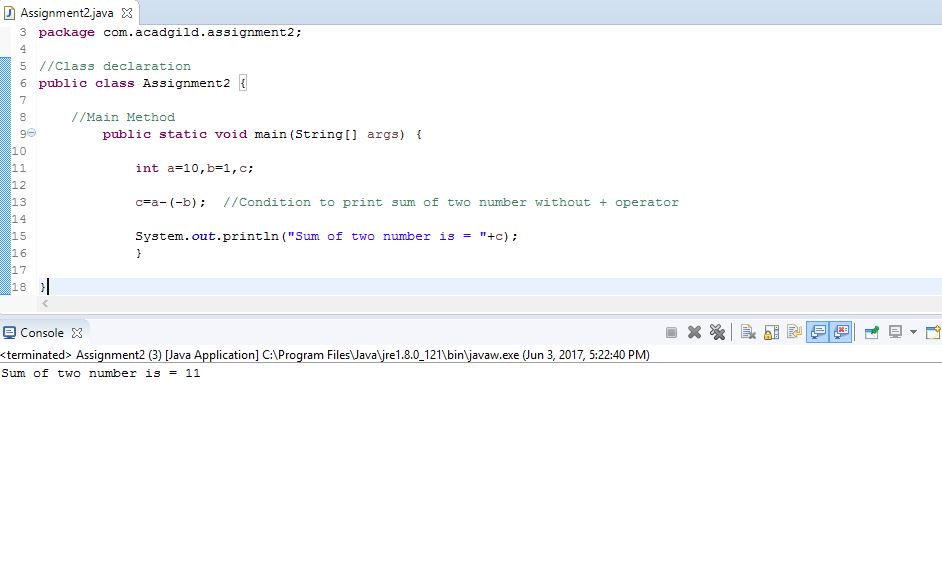 Assignment2.java
3 package com.acadgild.assignment2;
4
5 //Class declaration
6 public class Assignment2 {
7
8 //Main Method
9 public static void main(String[] args) {
10
11 int a=10,b=1,c;
12
13 c=a-(-b); //Condition to print sum of two number without + operator
14
15 System.out.println("Sum of two number is = "+c);
16 }
17
18 }
Console
<terminated> Assignment2 (3) [Java Application] C:\Program Files\Java\jre1.8.0_121\bin\javaw.exe (Jun 3, 2017, 5:22:40 PM)
Sum of two number is = 11